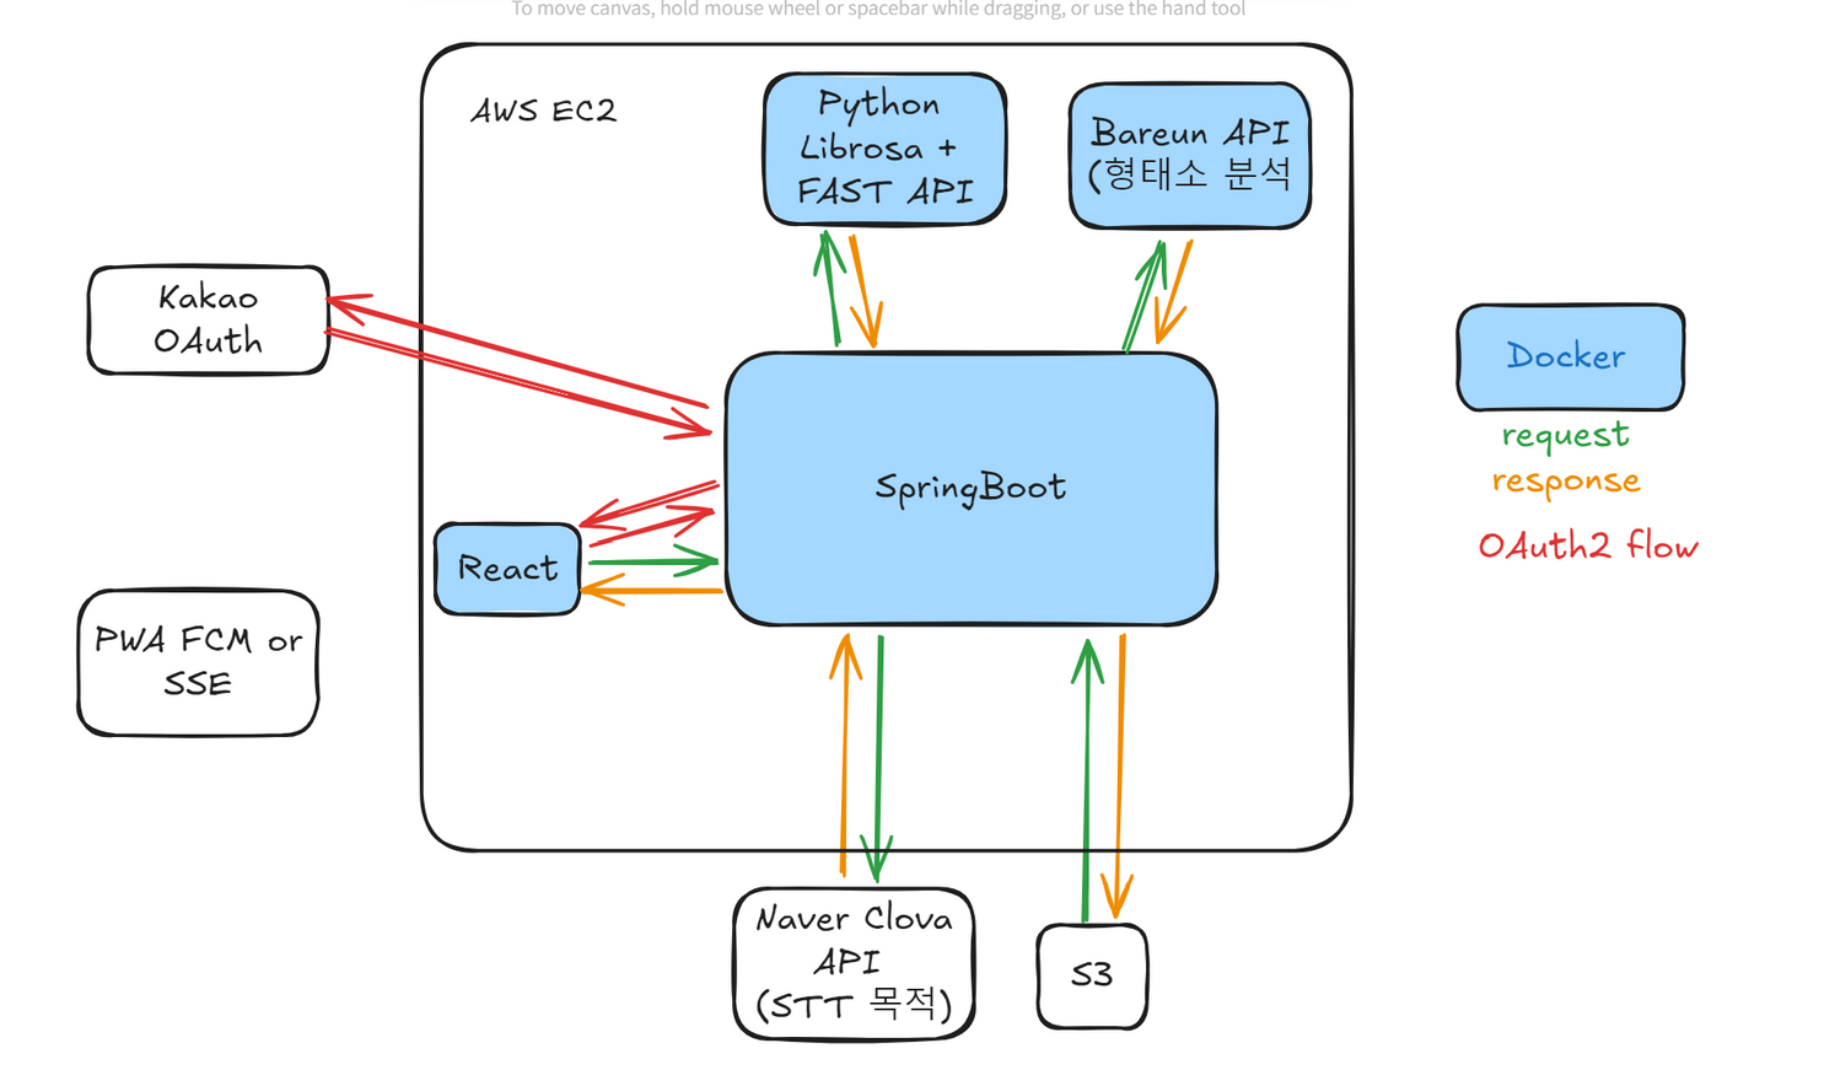 To move canvas, hold mouse wheel or spacebar while dragging, or use the hand tool
AWS EC2
Python
Librosa +
FAST API
Bareun API
(형태소 분석
Kakao
OAuth
Docker
request
response
OAuth2 flow
SpringBoot
React
PWA FCM or
SSE
Naver Clova
API
(STT 목적)
S3